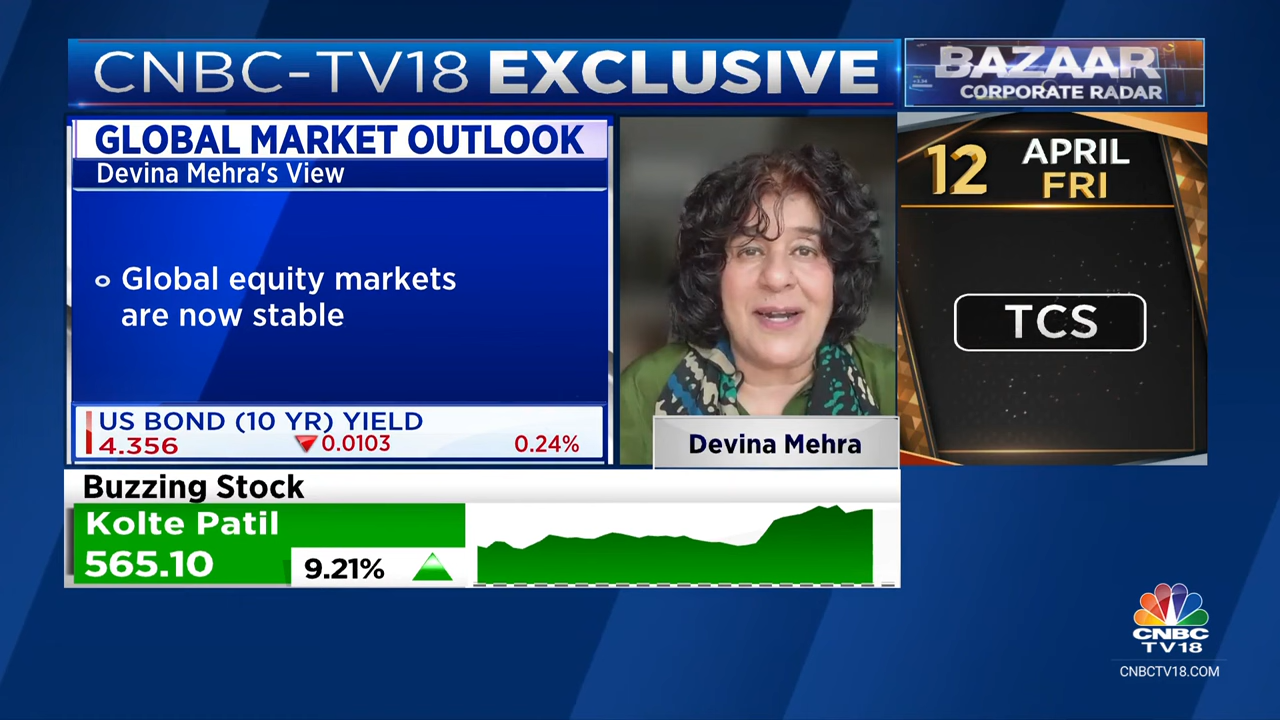 CNBC-TV18 EXCLUSIVE
BAZAAR
CORPORATE RADAR
GLOBAL MARKET OUTLOOK
Devina Mehra's View
Global equity markets
are now stable
US BOND (10 YR) YIELD
4.356 0.0103 0.24%
Devina Mehra
12 APRIL
FRI
TCS
Buzzing Stock
Kolte Patil
565.10 9.21%
CNBC
TV18
CNBCTV18.COM